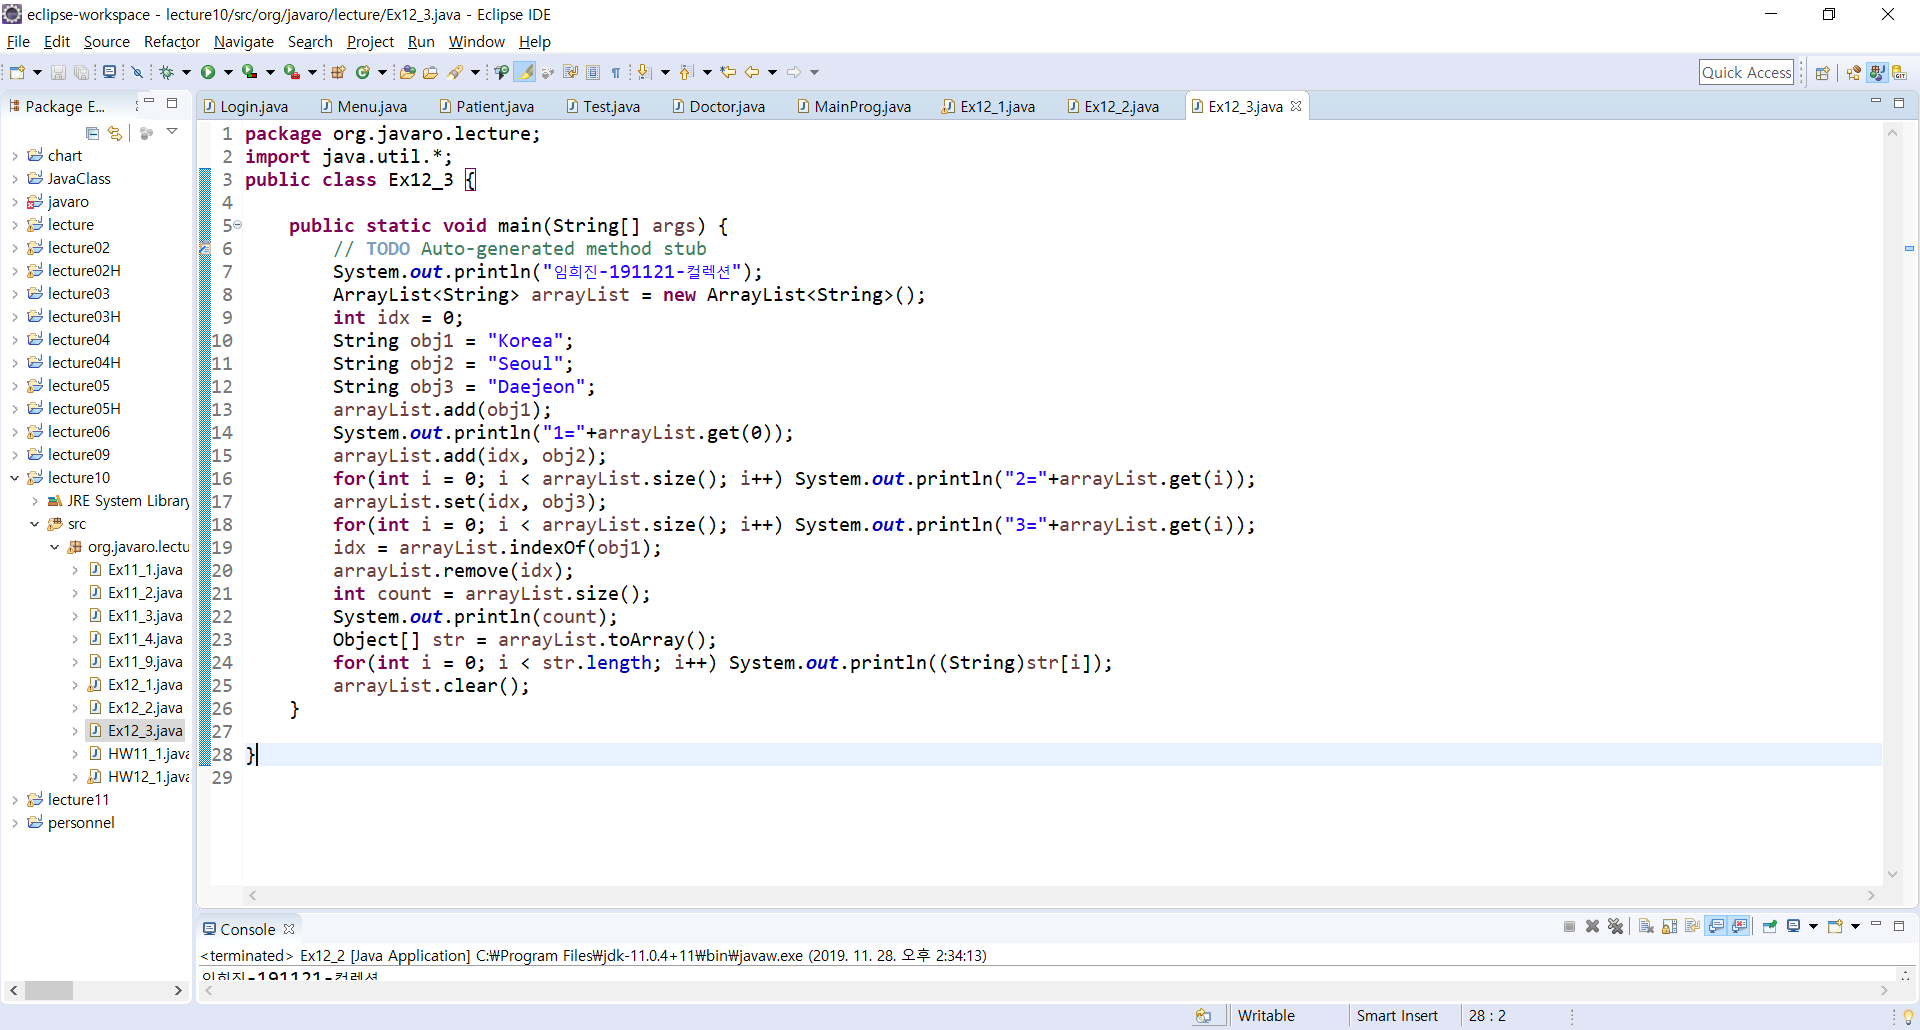 eclipse-workspace - lecture10/src/org/javaro/lecture/Ex12_3.java - Eclipse IDE
File Edit Source Refactor Navigate Search Project Run Window Help
Quick Access
Package E...
Login.java Menu.java Patient.java Test.java Doctor.java MainProg.java Ex12_1.java Ex12_2.java Ex12_3.java
chart
JavaClass
javaro
lecture
lecture02
lecture02H
lecture03
lecture03H
lecture04
lecture04H
lecture05
lecture05H
lecture06
lecture09
lecture10
JRE System Library
src
org.javaro.lectu
Ex11_1.java
Ex11_2.java
Ex11_3.java
Ex11_4.java
Ex11_9.java
Ex12_1.java
Ex12_2.java
Ex12_3.java
HW11_1.java
HW12_1.java
lecture11
personnel
1 package org.javaro.lecture;
2 import java.util.*;
3 public class Ex12_3 {
4
5 public static void main(String[] args) {
6 // TODO Auto-generated method stub
7 System.out.println("임희진-191121-컬렉션");
8 ArrayList<String> arrayList = new ArrayList<String>();
9 int idx = 0;
10 String obj1 = "Korea";
11 String obj2 = "Seoul";
12 String obj3 = "Daejeon";
13 arrayList.add(obj1);
14 System.out.println("1="+arrayList.get(0));
15 arrayList.add(idx, obj2);
16 for(int i = 0; i < arrayList.size(); i++) System.out.println("2="+arrayList.get(i));
17 arrayList.set(idx, obj3);
18 for(int i = 0; i < arrayList.size(); i++) System.out.println("3="+arrayList.get(i));
19 idx = arrayList.indexOf(obj1);
20 arrayList.remove(idx);
21 int count = arrayList.size();
22 System.out.println(count);
23 Object[] str = arrayList.toArray();
24 for(int i = 0; i < str.length; i++) System.out.println((String)str[i]);
25 arrayList.clear();
26 }
27
28 }
29
Console
<terminated> Ex12_2 [Java Application] C:₩Program Files₩jdk-11.0.4+11₩bin₩javaw.exe (2019. 11. 28. 오후 2:34:13)
임희진-191121-컬렉션
Writable Smart Insert 28 : 2